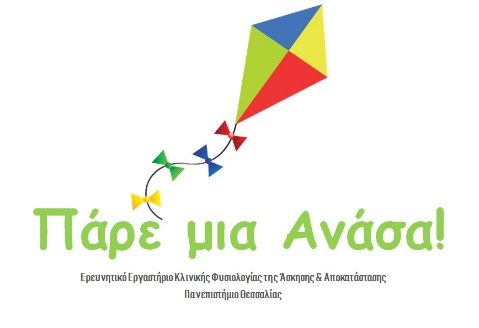 Πάρε μια Ανάσα!
Ερευνητικό Εργαστήριο Κλινικής Φυσιολογίας της Άσκησης & Αποκατάστασης
Πανεπιστήμιο Θεσσαλίας